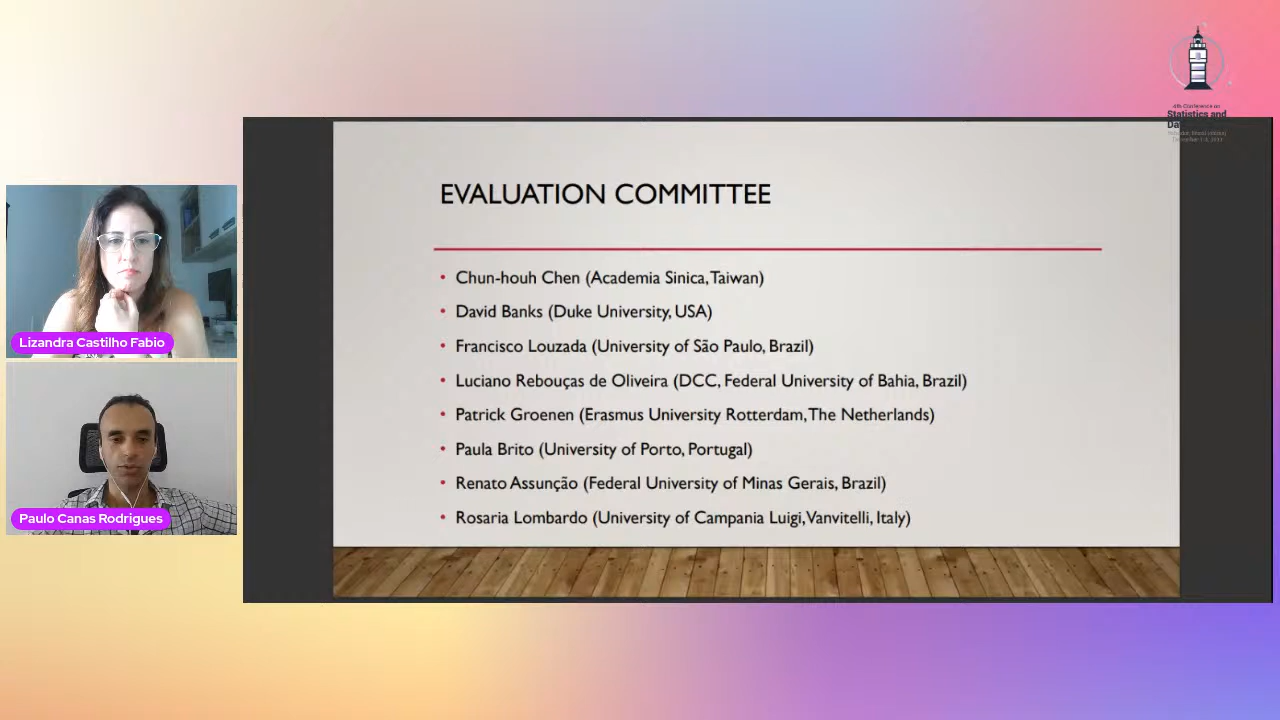 4th Conference on
Statistics and
EVALUATION COMMITTEE
• Chun-houh Chen (Academia Sinica, Taiwan)
• David Banks (Duke University, USA)
• Francisco Louzada (University of São Paulo, Brazil)
• Luciano Rebouças de Oliveira (DCC, Federal University of Bahia, Brazil)
• Patrick Groenen (Erasmus University Rotterdam, The Netherlands)
• Paula Brito (University of Porto, Portugal)
• Renato Assunção (Federal University of Minas Gerais, Brazil)
• Rosaria Lombardo (University of Campania Luigi, Vanvitelli, Italy)
Lizandra Castilho Fabio
Paulo Canas Rodrigues